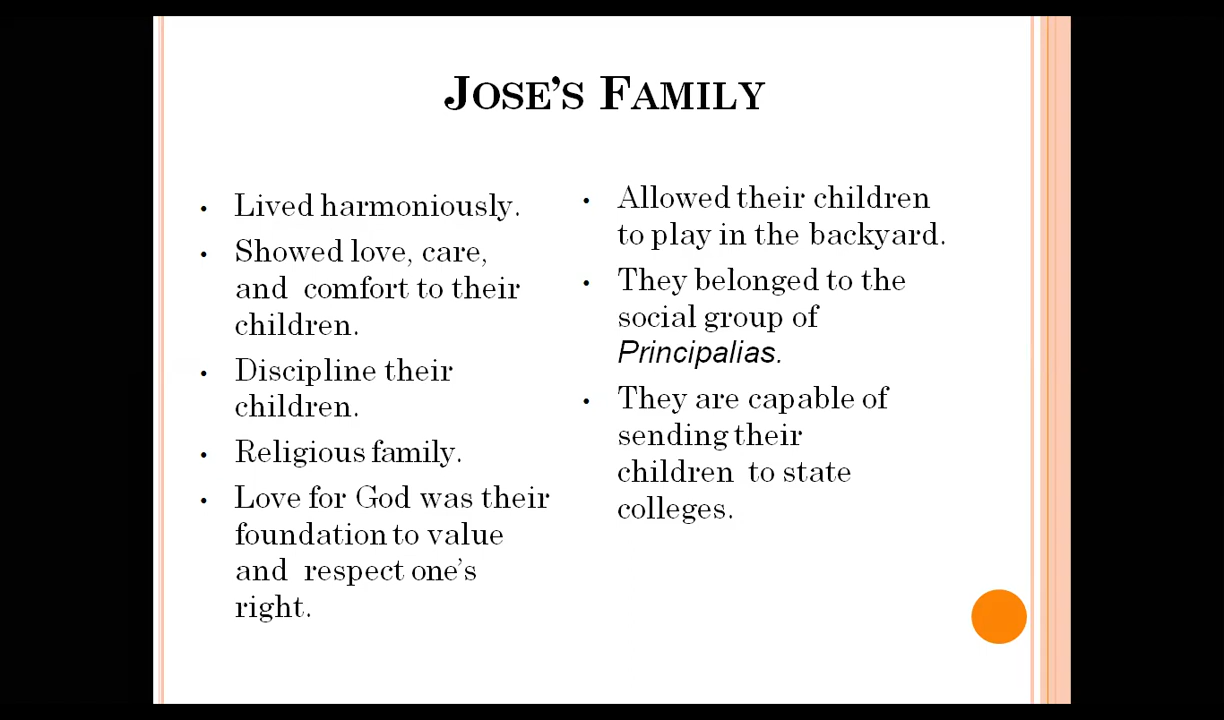 JOSE'S FAMILY
• Lived harmoniously.
• Showed love, care,
and comfort to their
children.
• Discipline their
children.
• Religious family.
• Love for God was their
foundation to value
and respect one's
right.
• Allowed their children
to play in the backyard.
• They belonged to the
social group of
Principalias.
• They are capable of
sending their
children to state
colleges.